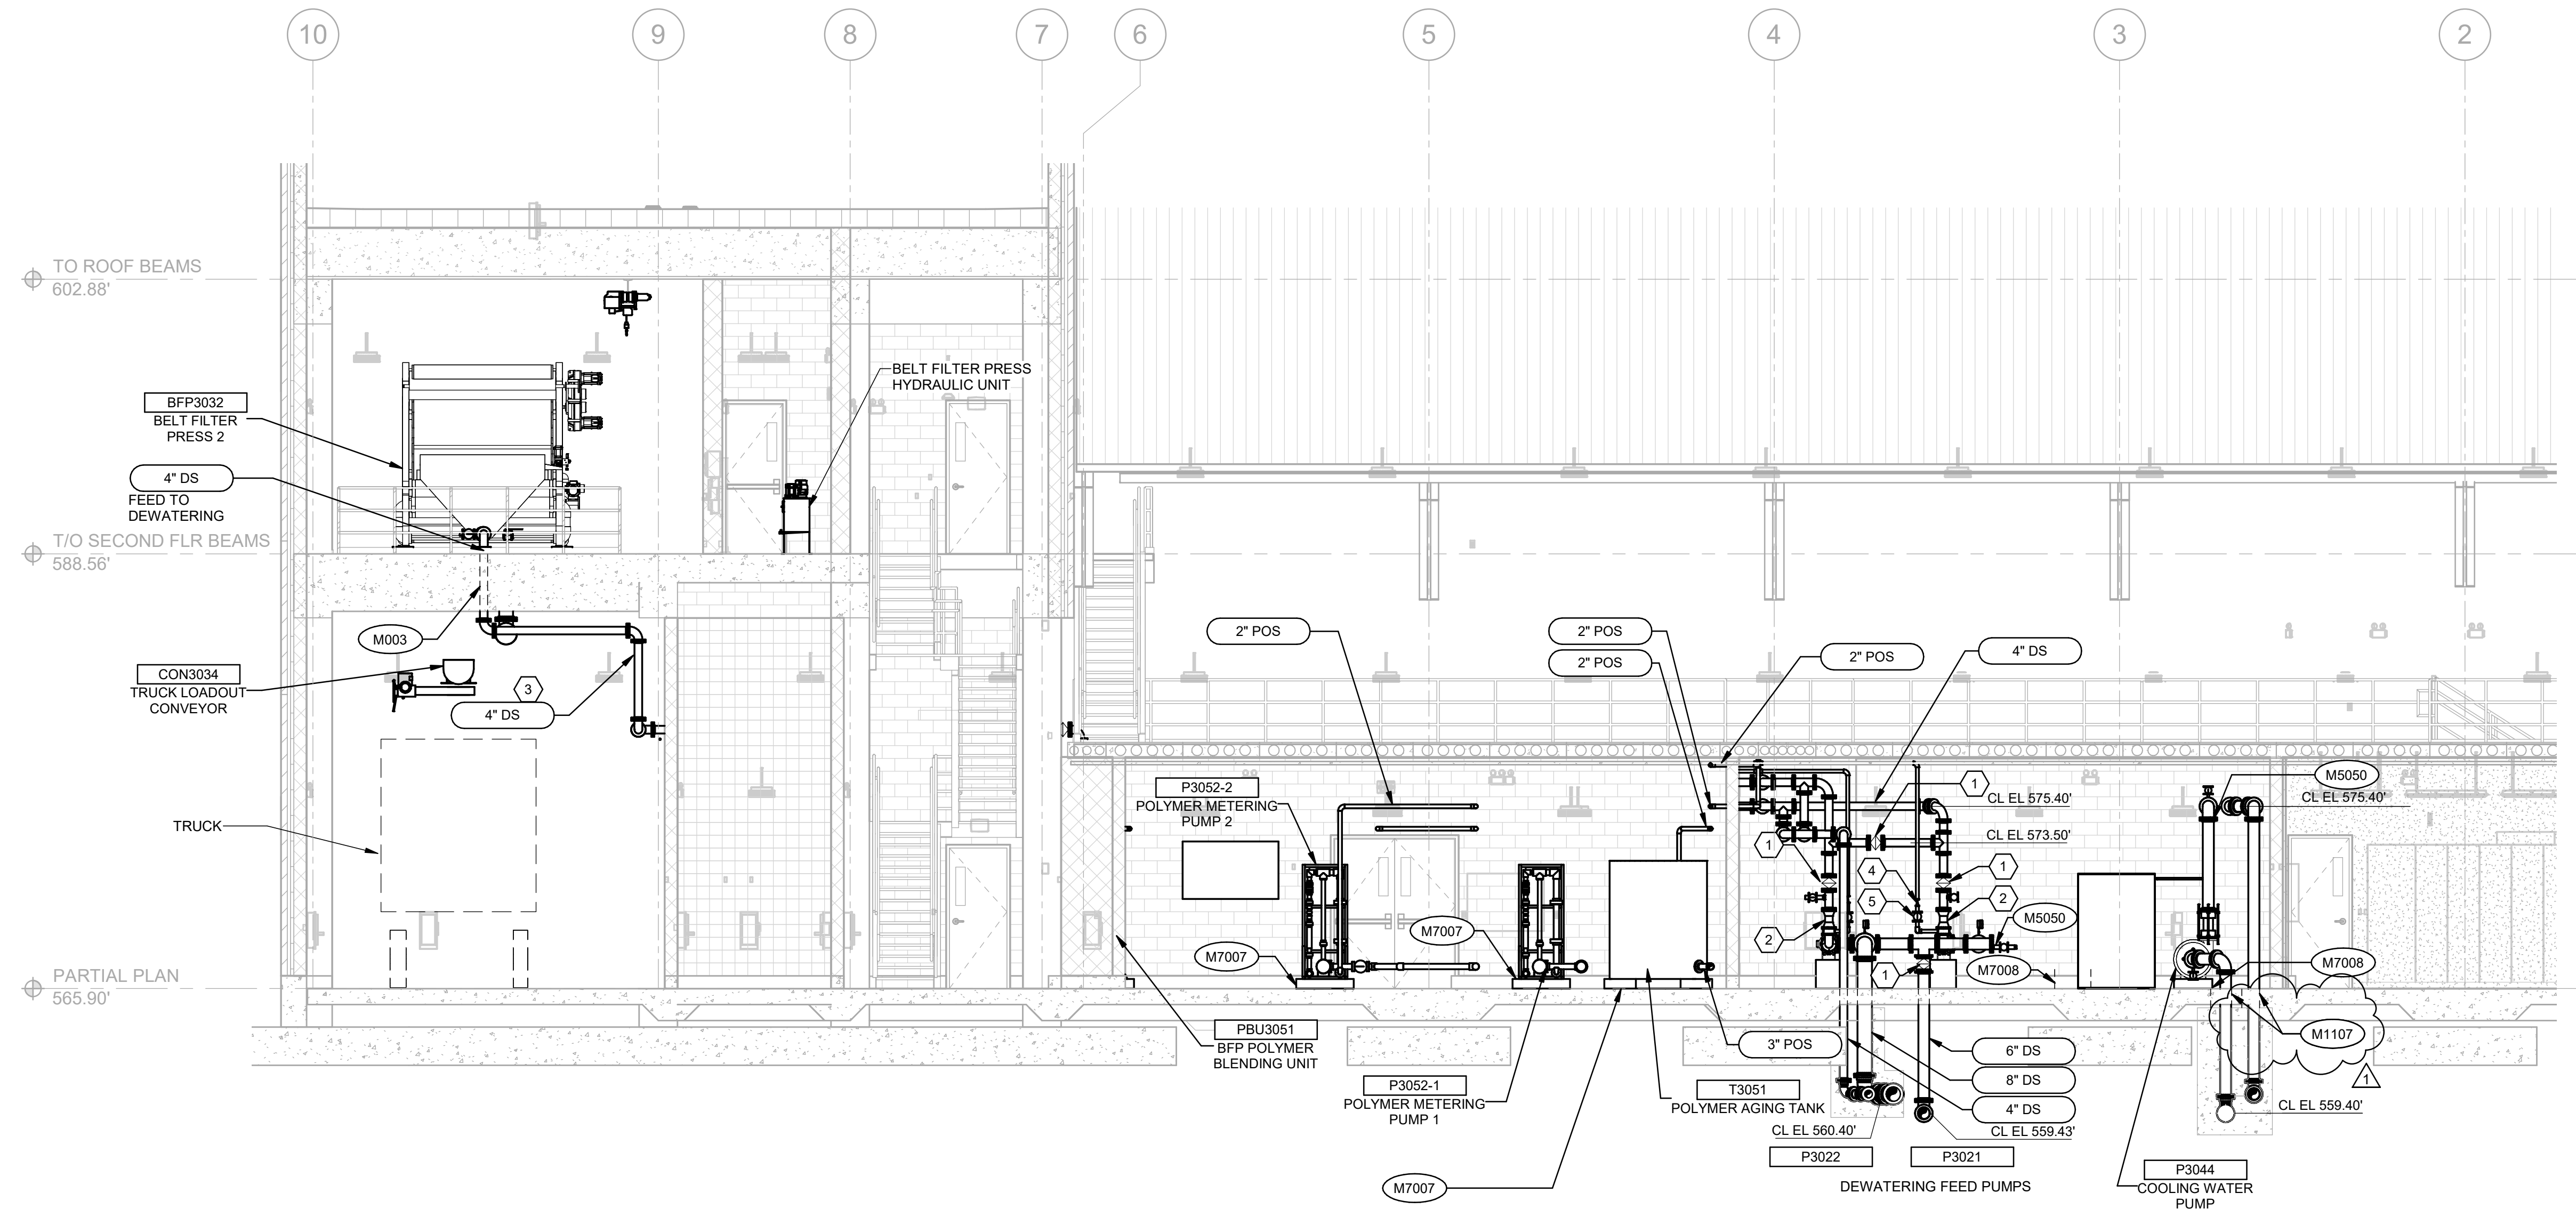 10
9
8
7
6
5
4
3
2
TO ROOF BEAMS
602.88'
BELT FILTER PRESS
HYDRAULIC UNIT
BFP3032
BELT FILTER
PRESS 2
4" DS
FEED TO
DEWATERING
T/O SECOND FLR BEAMS
588.56'
M003
CON3034
TRUCK LOADOUT
CONVEYOR
3
4" DS
2" POS
2" POS
2" POS
2" POS
4" DS
TRUCK
P3052-2
POLYMER METERING
PUMP 2
1
CL EL 575.40'
M5050
CL EL 575.40'
CL EL 573.50'
1
4
1
5
2
2
M5050
M7007
M7007
M7008
M7008
PARTIAL PLAN
565.90'
PBU3051
BFP POLYMER
BLENDING UNIT
1
3" POS
6" DS
8" DS
4" DS
M1107
1
P3052-1
POLYMER METERING
PUMP 1
T3051
POLYMER AGING TANK
CL EL 560.40'
CL EL 559.43'
CL EL 559.40'
P3022
P3021
DEWATERING FEED PUMPS
P3044
COOLING WATER
PUMP
M7007